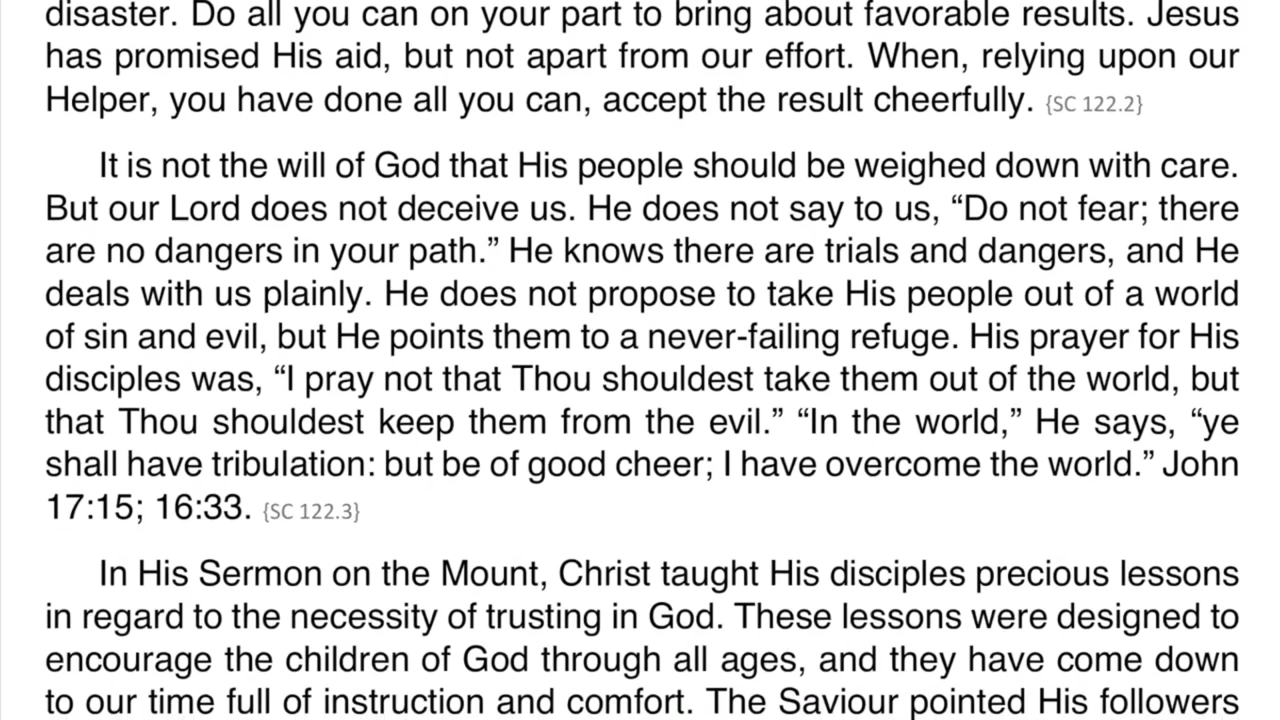 disaster. Do all you can on your part to bring about favorable results. Jesus
has promised His aid, but not apart from our effort. When, relying upon our
Helper, you have done all you can, accept the result cheerfully. {SC 122.2}
It is not the will of God that His people should be weighed down with care.
But our Lord does not deceive us. He does not say to us, “Do not fear; there
are no dangers in your path.” He knows there are trials and dangers, and He
deals with us plainly. He does not propose to take His people out of a world
of sin and evil, but He points them to a never-failing refuge. His prayer for His
disciples was, “I pray not that Thou shouldest take them out of the world, but
that Thou shouldest keep them from the evil.” “In the world,” He says, “ye
shall have tribulation: but be of good cheer; I have overcome the world.” John
17:15; 16:33. {SC 122.3}
In His Sermon on the Mount, Christ taught His disciples precious lessons
in regard to the necessity of trusting in God. These lessons were designed to
encourage the children of God through all ages, and they have come down
to our time full of instruction and comfort. The Saviour pointed His followers